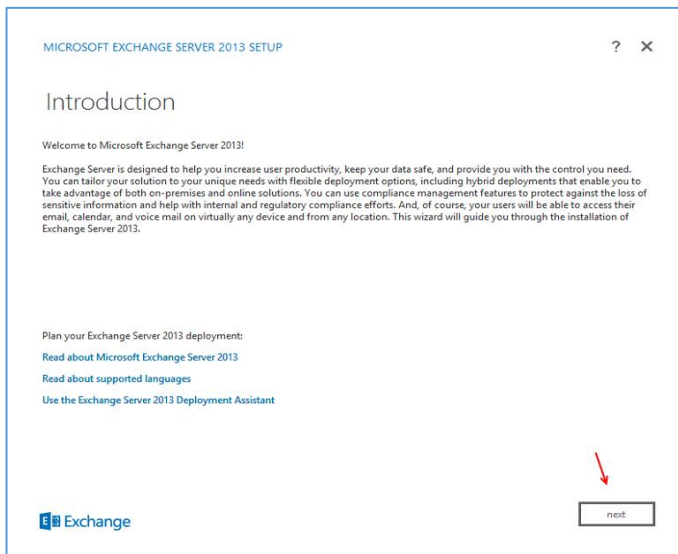 MICROSOFT EXCHANGE SERVER 2013 SETUP ? ✕
Introduction
Welcome to Microsoft Exchange Server 2013!
Exchange Server is designed to help you increase user productivity, keep your data safe, and provide you with the control you need.
You can tailor your solution to your unique needs with flexible deployment options, including hybrid deployments that enable you to
take advantage of both on-premises and online solutions. You can use compliance management features to protect against the loss of
sensitive information and help with internal and regulatory compliance efforts. And, of course, your users will be able to access their
email, calendar, and voice mail on virtually any device and from any location. This wizard will guide you through the installation of
Exchange Server 2013.
Plan your Exchange Server 2013 deployment:
Read about Microsoft Exchange Server 2013
Read about supported languages
Use the Exchange Server 2013 Deployment Assistant
E Exchange
next